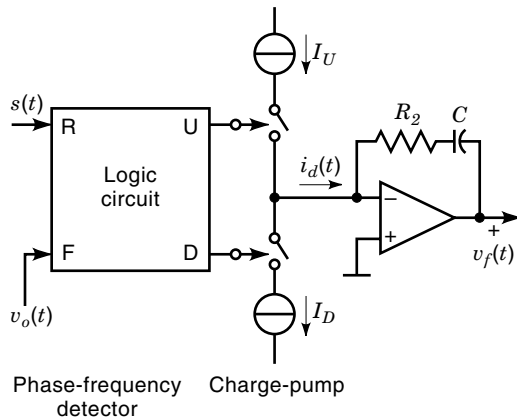 I_U
s(t)
R
U
R_2
C
Logic
circuit
i_d(t)
−
+
+
v_f(t)
F
D
v_o(t)
I_D
Phase-frequency
detector
Charge-pump